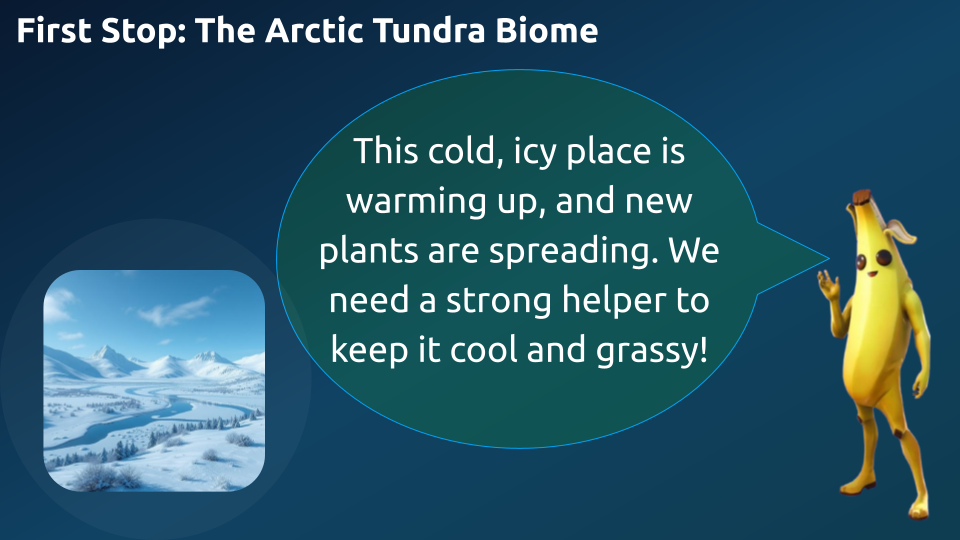 First Stop: The Arctic Tundra Biome
This cold, icy place is
warming up, and new
plants are spreading. We
need a strong helper to
keep it cool and grassy!